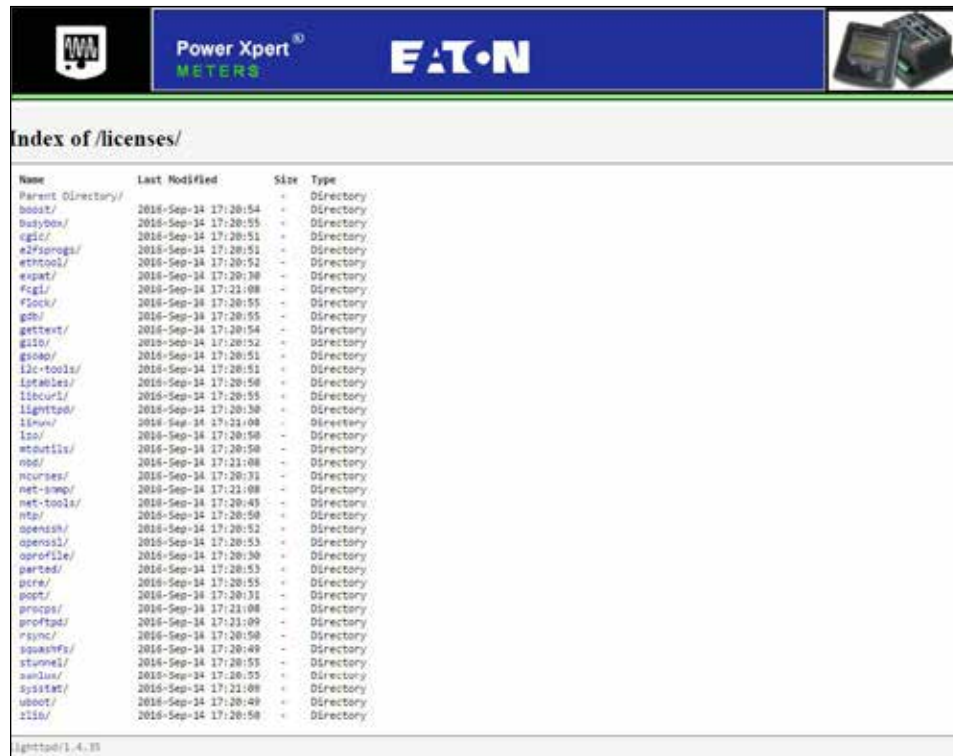 Power Xpert®
METERS
EATON
Index of /licenses/
Name Last Modified Size Type
Parent Directory/ - Directory
boost/ 2016-Sep-14 17:20:54 - Directory
busybox/ 2016-Sep-14 17:20:55 - Directory
cgic/ 2016-Sep-14 17:20:51 - Directory
e2fsprogs/ 2016-Sep-14 17:20:51 - Directory
ethtool/ 2016-Sep-14 17:20:52 - Directory
expat/ 2016-Sep-14 17:20:30 - Directory
fcgi/ 2016-Sep-14 17:21:08 - Directory
flock/ 2016-Sep-14 17:20:55 - Directory
gdb/ 2016-Sep-14 17:20:55 - Directory
gettext/ 2016-Sep-14 17:20:54 - Directory
glib/ 2016-Sep-14 17:20:52 - Directory
gsoap/ 2016-Sep-14 17:20:51 - Directory
i2c-tools/ 2016-Sep-14 17:20:51 - Directory
iptables/ 2016-Sep-14 17:20:50 - Directory
libcurl/ 2016-Sep-14 17:20:55 - Directory
lighttpd/ 2016-Sep-14 17:20:30 - Directory
linux/ 2016-Sep-14 17:21:08 - Directory
lzo/ 2016-Sep-14 17:20:50 - Directory
mtdutils/ 2016-Sep-14 17:20:50 - Directory
nbd/ 2016-Sep-14 17:21:08 - Directory
ncurses/ 2016-Sep-14 17:20:31 - Directory
net-snmp/ 2016-Sep-14 17:21:08 - Directory
net-tools/ 2016-Sep-14 17:20:45 - Directory
ntp/ 2016-Sep-14 17:20:50 - Directory
openssh/ 2016-Sep-14 17:20:52 - Directory
openssl/ 2016-Sep-14 17:20:53 - Directory
oprofile/ 2016-Sep-14 17:20:30 - Directory
parted/ 2016-Sep-14 17:20:53 - Directory
pcre/ 2016-Sep-14 17:20:55 - Directory
popt/ 2016-Sep-14 17:20:31 - Directory
procps/ 2016-Sep-14 17:21:08 - Directory
proftpd/ 2016-Sep-14 17:21:09 - Directory
rsync/ 2016-Sep-14 17:20:50 - Directory
squashfs/ 2016-Sep-14 17:20:49 - Directory
stunnel/ 2016-Sep-14 17:20:55 - Directory
2016-Sep-14 17:20:55 - Directory
sysstat/ 2016-Sep-14 17:21:09 - Directory
uboot/ 2016-Sep-14 17:20:49 - Directory
zlib/ 2016-Sep-14 17:20:50 - Directory
lighttpd/1.4.35